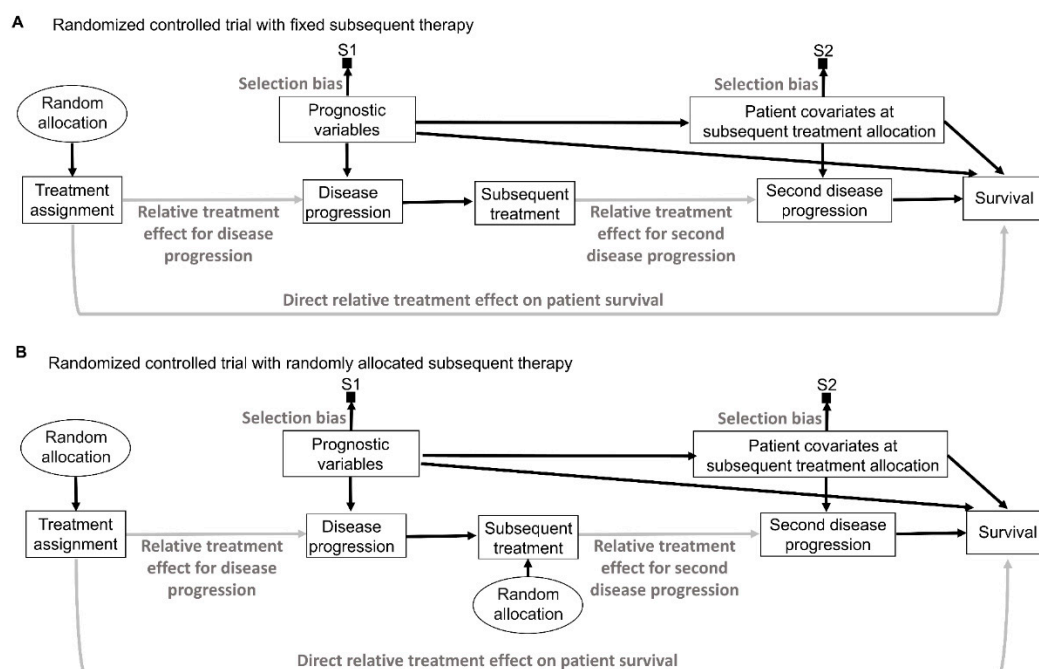 A Randomized controlled trial with fixed subsequent therapy
S1
S2
Selection bias
Selection bias
Random
allocation
Prognostic
variables
Patient covariates at
subsequent treatment allocation
Treatment
assignment
Relative treatment
effect for disease
progression
Disease
progression
Subsequent
treatment
Relative treatment
effect for second
disease progression
Second disease
progression
Survival
Direct relative treatment effect on patient survival
B Randomized controlled trial with randomly allocated subsequent therapy
S1
S2
Selection bias
Selection bias
Random
allocation
Prognostic
variables
Patient covariates at
subsequent treatment allocation
Treatment
assignment
Relative treatment
effect for disease
progression
Disease
progression
Subsequent
treatment
Relative treatment
effect for second
disease progression
Second disease
progression
Survival
Random
allocation
Direct relative treatment effect on patient survival